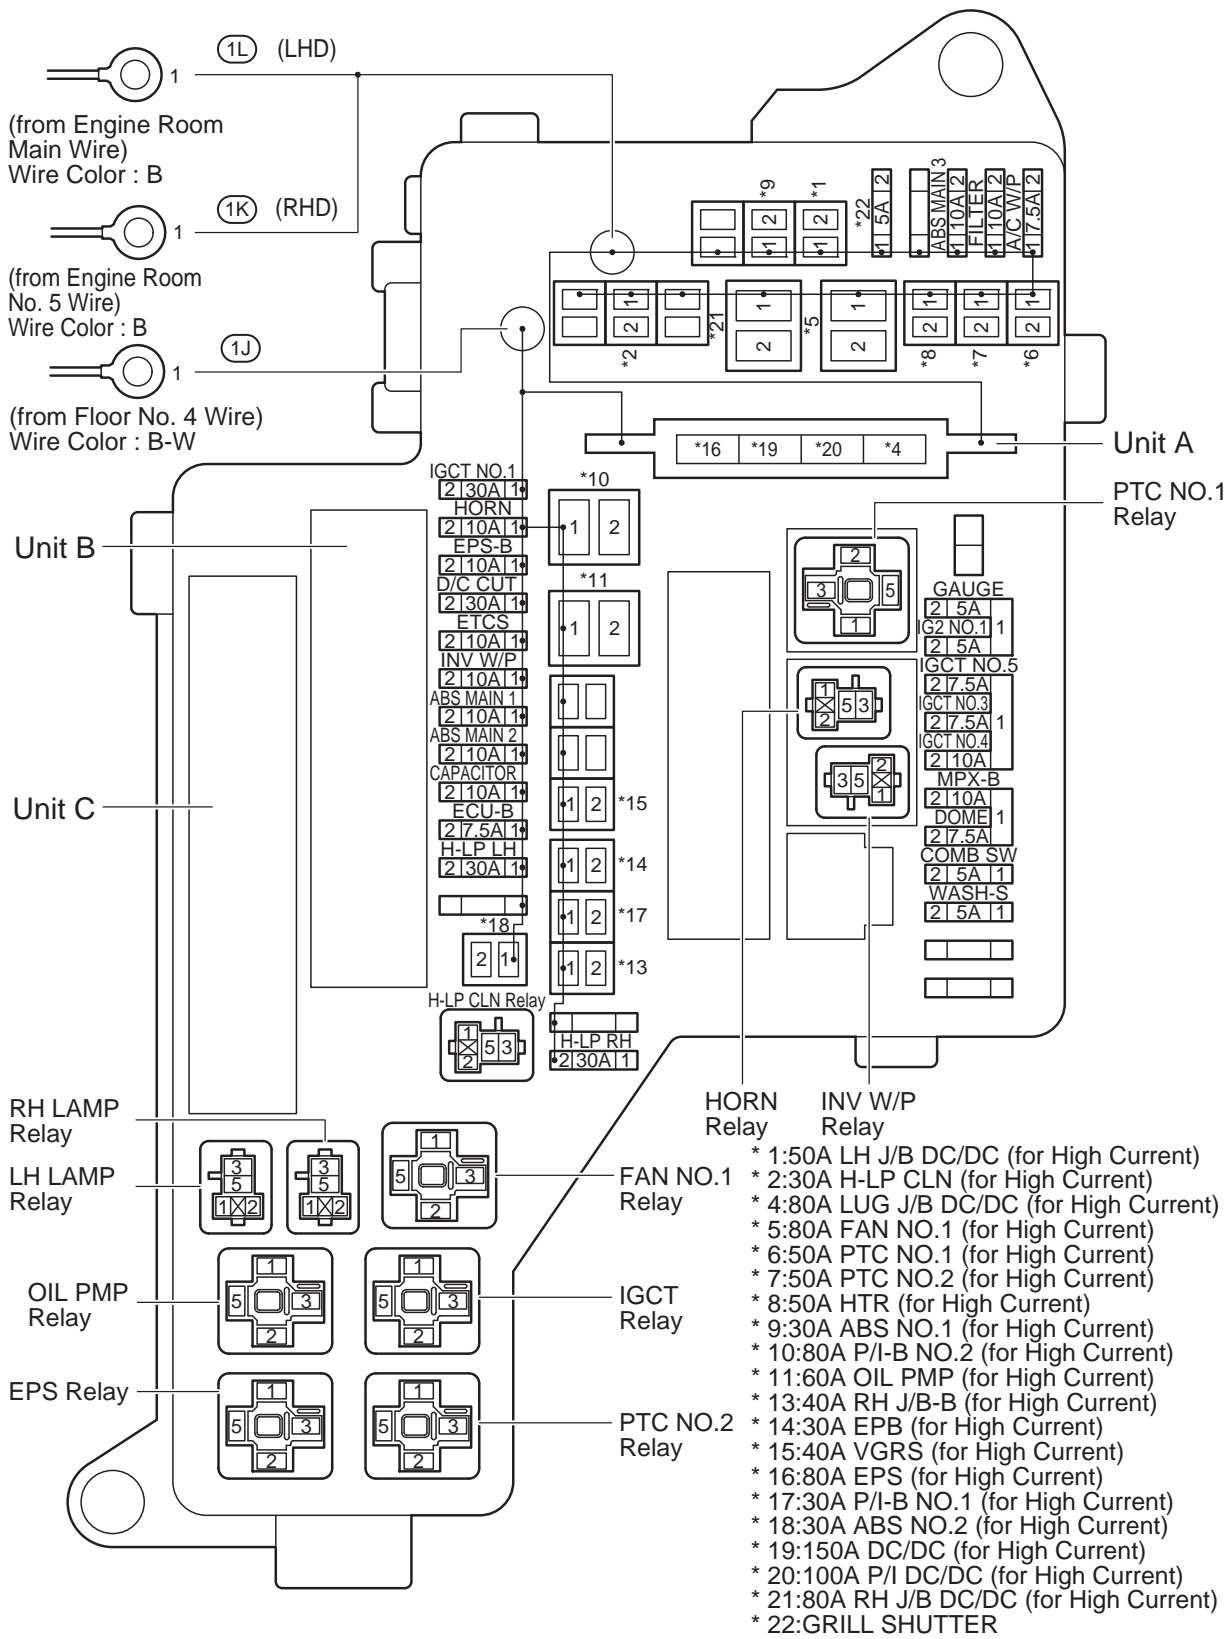 1L (LHD)
1
(from Engine Room
Main Wire)
Wire Color : B
1K (RHD)
1
(from Engine Room
No. 5 Wire)
Wire Color : B
1J
1
(from Floor No. 4 Wire)
Wire Color : B-W
*9
*1
*22
ABS MAIN 3
FILTER
A/C W/P
2 2 1 5A 2 1 10A 2 1 10A 2 1 7.5A 2
1 1
1 1 1 1 1 1
2 2 2 2 2 2
*2
*21
*5
*8
*7
*6
*16 *19 *20 *4
Unit A
IGCT NO.1
2 30A 1
HORN
2 10A 1
EPS-B
2 10A 1
D/C CUT
2 30A 1
ETCS
2 10A 1
INV W/P
2 10A 1
ABS MAIN 1
2 10A 1
ABS MAIN 2
2 10A 1
CAPACITOR
2 10A 1
ECU-B
2 7.5A 1
H-LP LH
2 30A 1
*18
2 1
H-LP CLN Relay
1
2
5 3
*10
1 2
*11
1 2
1 2 *15
1 2 *14
1 2 *17
1 2 *13
H-LP RH
2 30A 1
Unit B
Unit C
PTC NO.1
Relay
2
3 5
1
1
2
5 3
3 5
2
1
GAUGE
2 5A
IG2 NO.1 1
2 5A
IGCT NO.5
2 7.5A
IGCT NO.3
2 7.5A 1
IGCT NO.4
2 10A
MPX-B
2 10A
DOME 1
2 7.5A
COMB SW
2 5A 1
WASH-S
2 5A 1
HORN
Relay
INV W/P
Relay
RH LAMP
Relay
LH LAMP
Relay
3
5
1 2
3
5
1 2
1
5 3
2
FAN NO.1
Relay
OIL PMP
Relay
1
5 3
2
1
5 3
2
IGCT
Relay
EPS Relay
1
5 3
2
1
5 3
2
PTC NO.2
Relay
* 1:50A LH J/B DC/DC (for High Current)
* 2:30A H-LP CLN (for High Current)
* 4:80A LUG J/B DC/DC (for High Current)
* 5:80A FAN NO.1 (for High Current)
* 6:50A PTC NO.1 (for High Current)
* 7:50A PTC NO.2 (for High Current)
* 8:50A HTR (for High Current)
* 9:30A ABS NO.1 (for High Current)
* 10:80A P/I-B NO.2 (for High Current)
* 11:60A OIL PMP (for High Current)
* 13:40A RH J/B-B (for High Current)
* 14:30A EPB (for High Current)
* 15:40A VGRS (for High Current)
* 16:80A EPS (for High Current)
* 17:30A P/I-B NO.1 (for High Current)
* 18:30A ABS NO.2 (for High Current)
* 19:150A DC/DC (for High Current)
* 20:100A P/I DC/DC (for High Current)
* 21:80A RH J/B DC/DC (for High Current)
* 22:GRILL SHUTTER